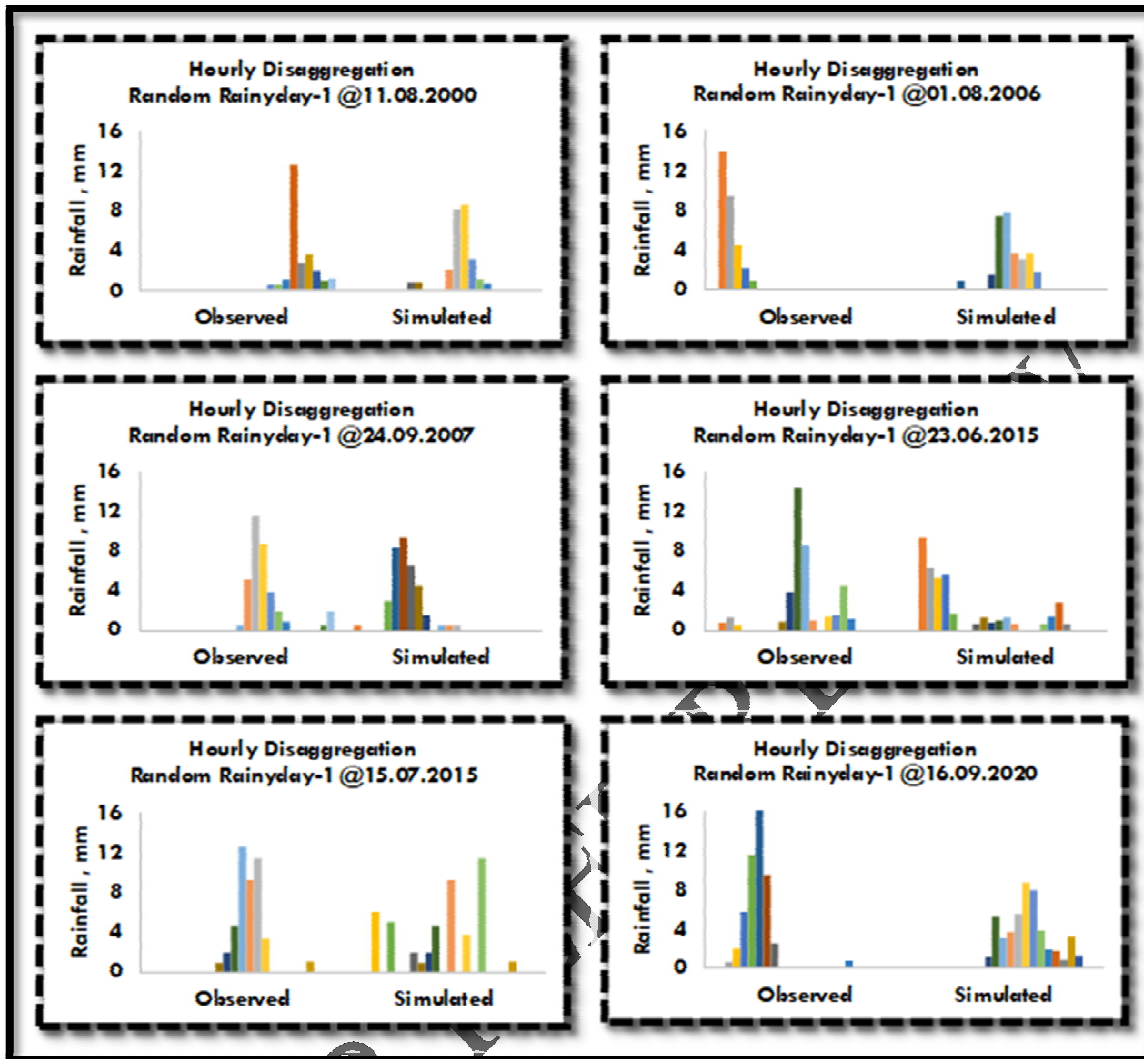 Hourly Disaggregation
Random Rainyday-1 @11.08.2000
16
12
8
4
0
Rainfall , mm
Observed Simulated
Hourly Disaggregation
Random Rainyday-1 @01.08.2006
16
12
8
4
0
Rainfall , mm
Observed Simulated
Hourly Disaggregation
Random Rainyday-1 @24.09.2007
16
12
8
4
0
Rainfall, mm
Observed Simulated
Hourly Disaggregation
Random Rainyday-1 @23.06.2015
16
12
8
4
0
Rainfall, mm
Observed Simulated
Hourly Disaggregation
Random Rainyday-1 @15.07.2015
16
12
8
4
0
Rainfall, mm
Observed Simulated
Hourly Disaggregation
Random Rainyday-1 @16.09.2020
16
12
8
4
0
Rainfall, mm
Observed Simulated